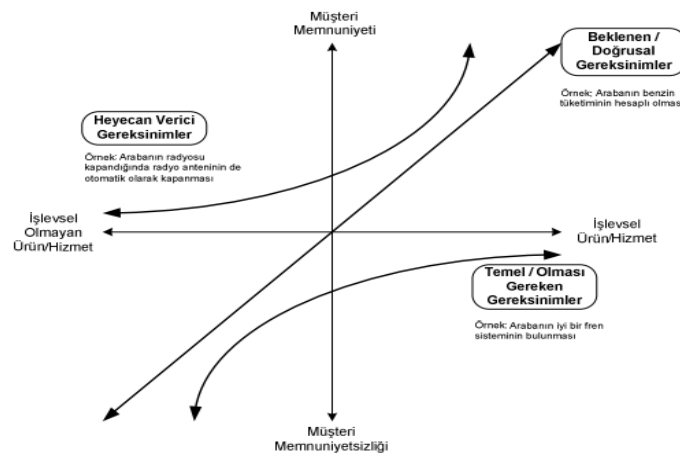 Müşteri
Memnuniyeti
Beklenen /
Doğrusal
Gereksinimler
Örnek; Arabanın benzin
tüketiminin hesaplı olması
Heyecan Verici
Gereksinimler
Örnek: Arabanın radyosu
kapandığında radyo anteninin de
otomatik olarak kapanması
İşlevsel
Olmayan
Ürün/Hizmet
İşlevsel
Ürün/Hizmet
Temel / Olması
Gereken
Gereksinimler
Örnek: Arabanın iyi bir fren
sisteminin bulunması
Müşteri
Memnuniyetsizliği